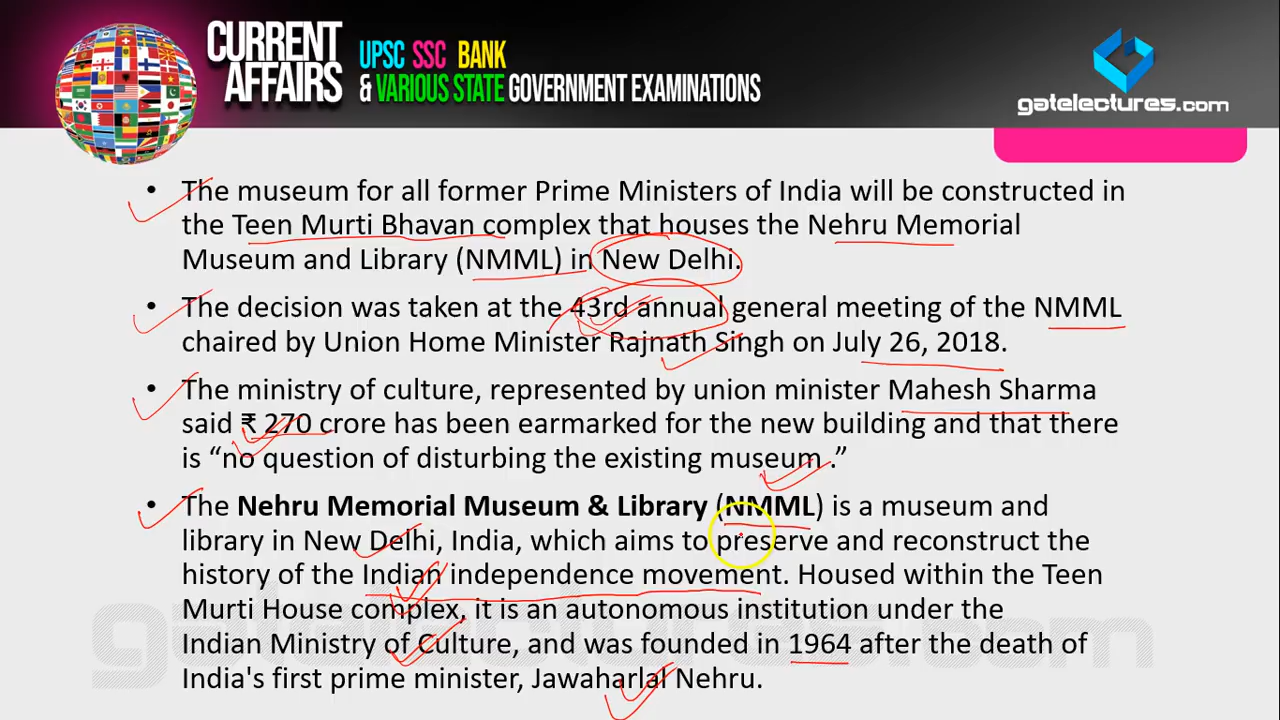 CURRENT
AFFAIRS
UPSC SSC BANK
& VARIOUS STATE GOVERNMENT EXAMINATIONS
gatelectures.com
• The museum for all former Prime Ministers of India will be constructed in
the Teen Murti Bhavan complex that houses the Nehru Memorial
Museum and Library (NMML) in New Delhi.
• The decision was taken at the 43rd annual general meeting of the NMML
chaired by Union Home Minister Rajnath Singh on July 26, 2018.
• The ministry of culture, represented by union minister Mahesh Sharma
said ₹ 270 crore has been earmarked for the new building and that there
is “no question of disturbing the existing museum .”
• The Nehru Memorial Museum & Library (NMML) is a museum and
library in New Delhi, India, which aims to preserve and reconstruct the
history of the Indian independence movement. Housed within the Teen
Murti House complex, it is an autonomous institution under the
Indian Ministry of Culture, and was founded in 1964 after the death of
India's first prime minister, Jawaharlal Nehru.
gatelectures.com